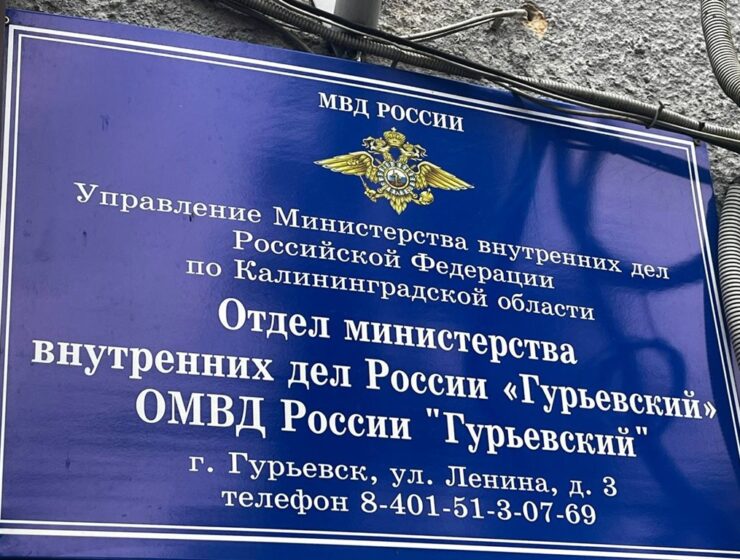 МВД РОССИИ
Управление Министерства внутренних дел
Российской Федерации
по Калининградской области
Отдел министерства
внутренних дел России «Гурьевский»
ОМВД России "Гурьевский"
г. Гурьевск, ул. Ленина, д. 3
телефон 8-401-51-3-07-69